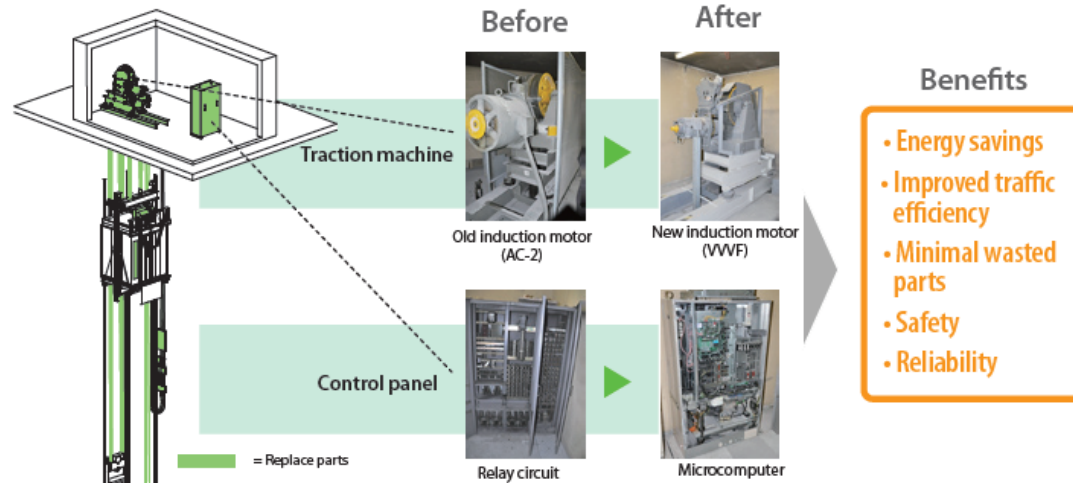 Before
After
Benefits
Traction machine
Old induction motor
(AC-2)
New induction motor
(VVVF)
• Energy savings
• Improved traffic
efficiency
• Minimal wasted
parts
• Safety
• Reliability
Control panel
Relay circuit
Microcomputer
= Replace parts